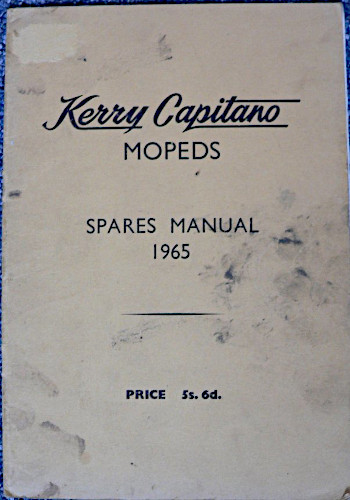 Kerry Capitano
MOPEDS
SPARES MANUAL
1965
PRICE 5s. 6d.